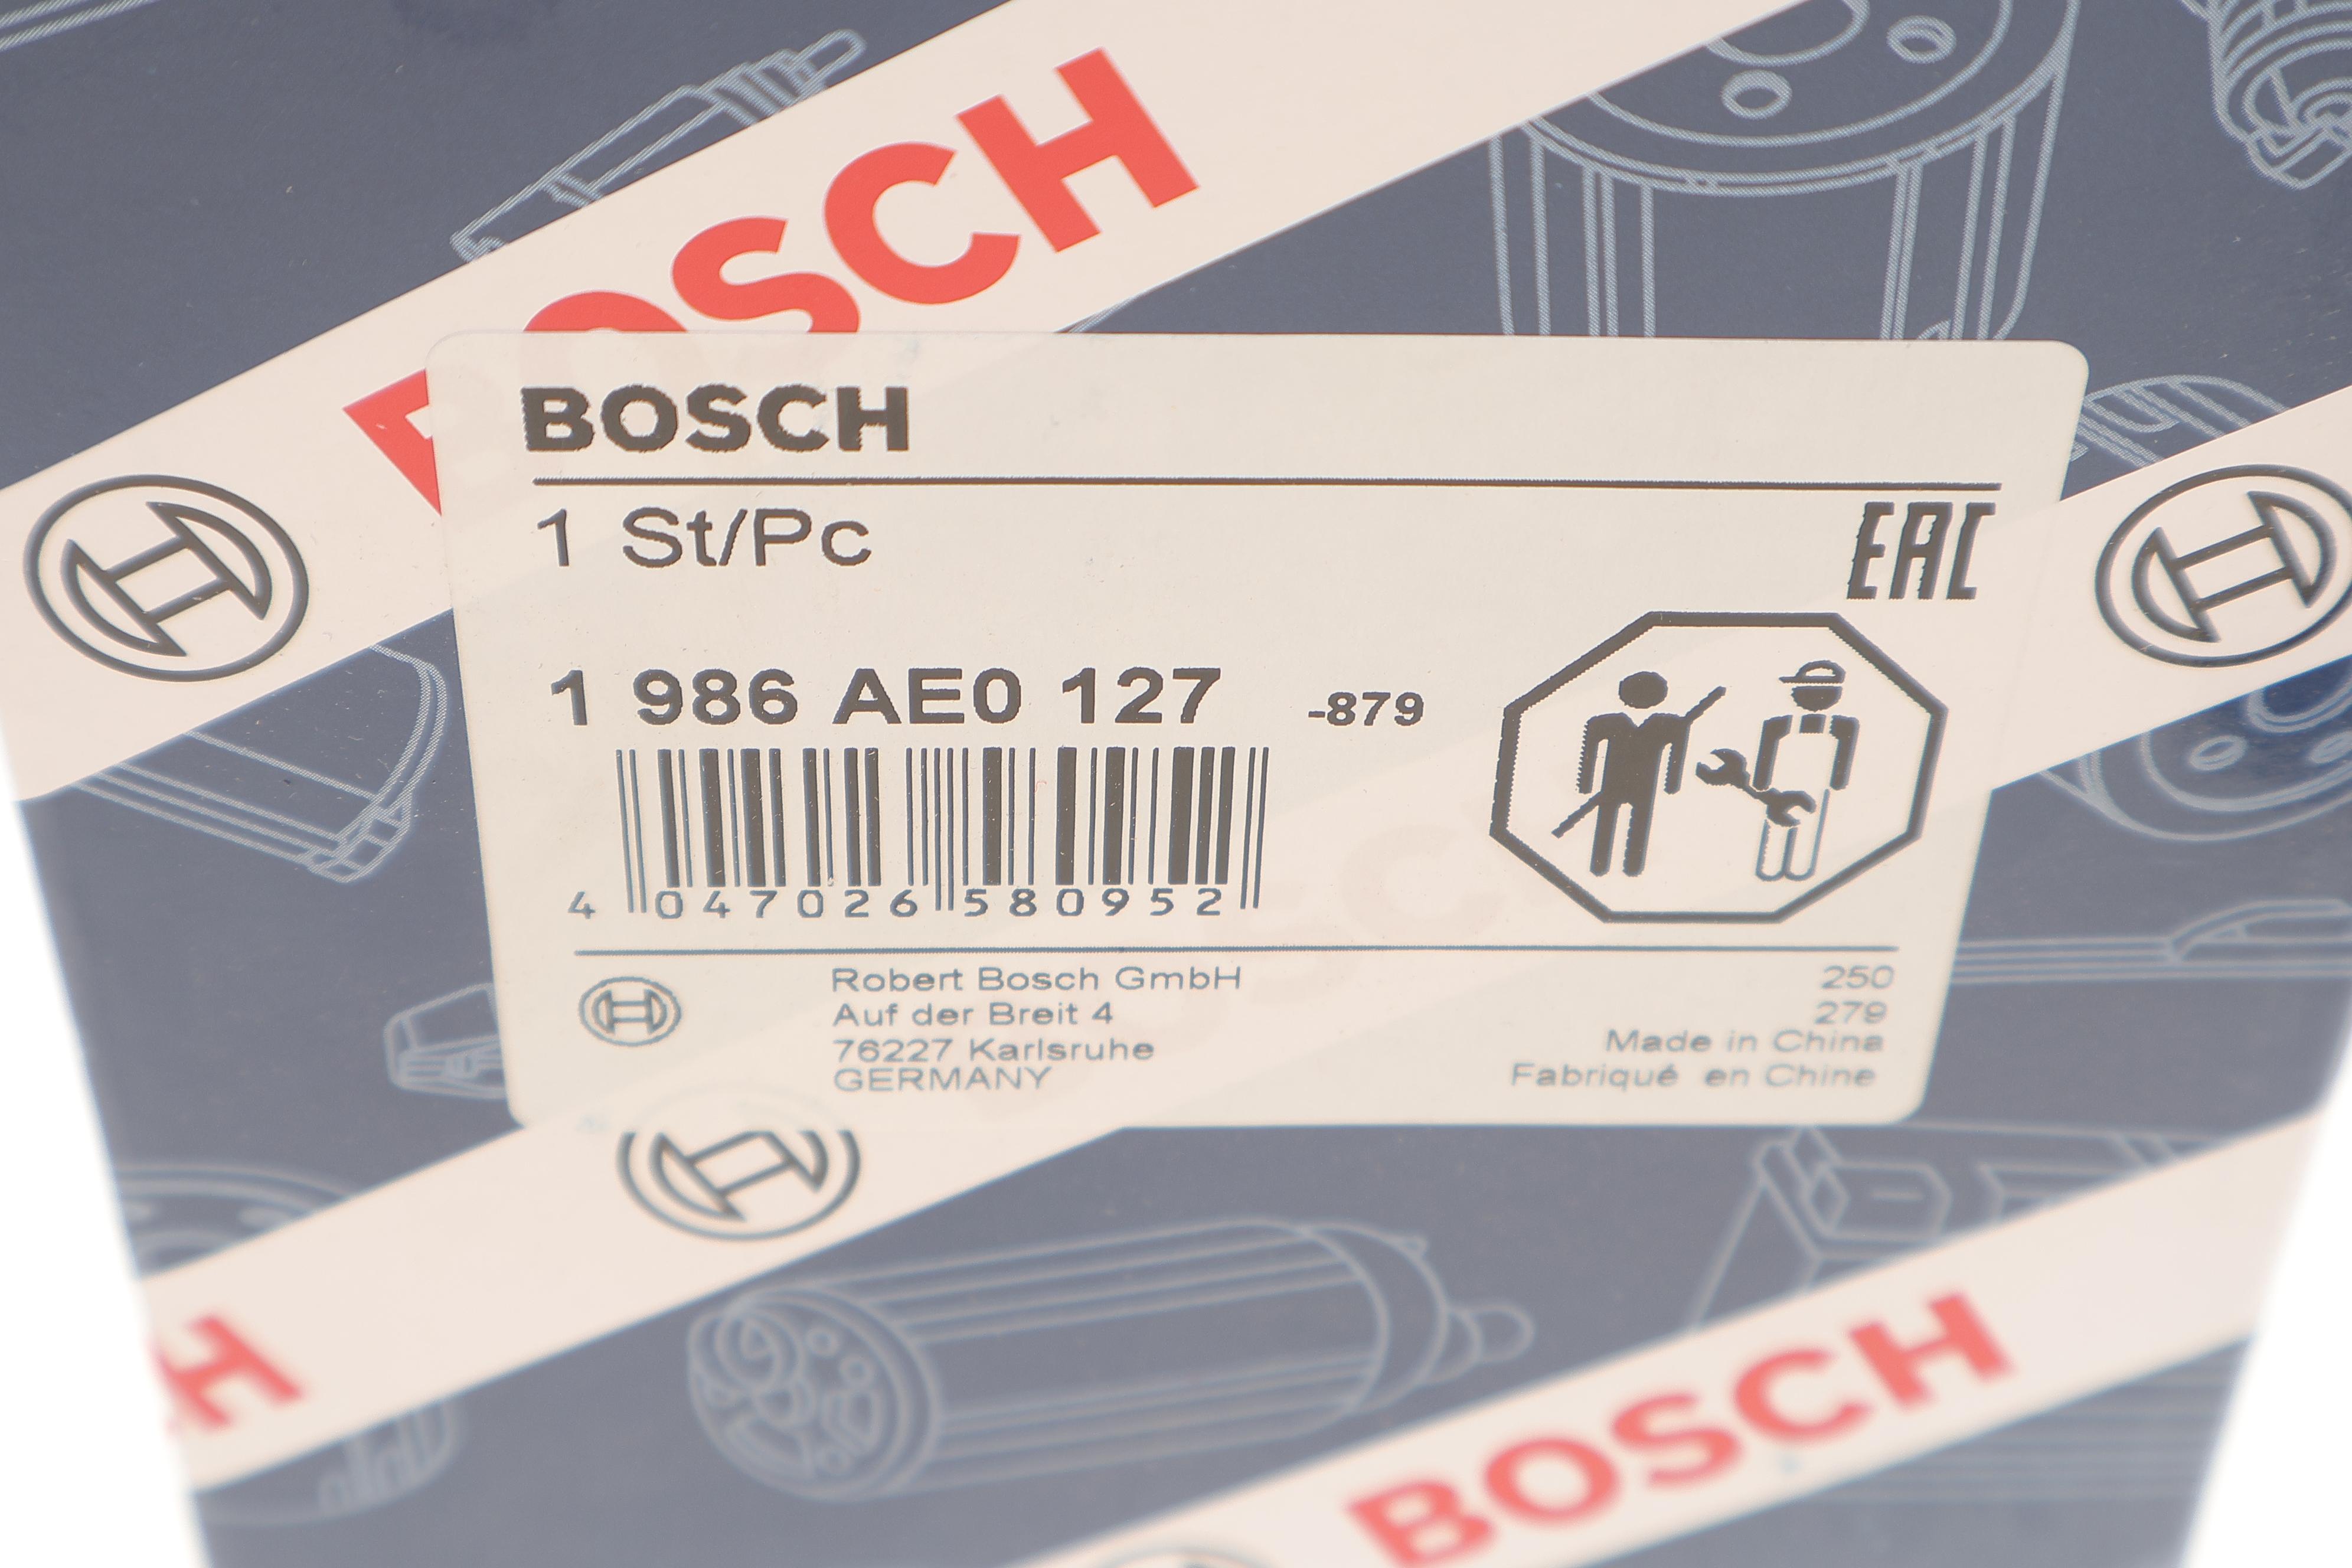 BOSCH
BOSCH
1 St/Pc
EAC
1 986 AE0 127 -879
4 047026 580952
Robert Bosch GmbH
Auf der Breit 4
76227 Karlsruhe
GERMANY
250
279
Made in China
Fabriqué en Chine
H
BOSCH